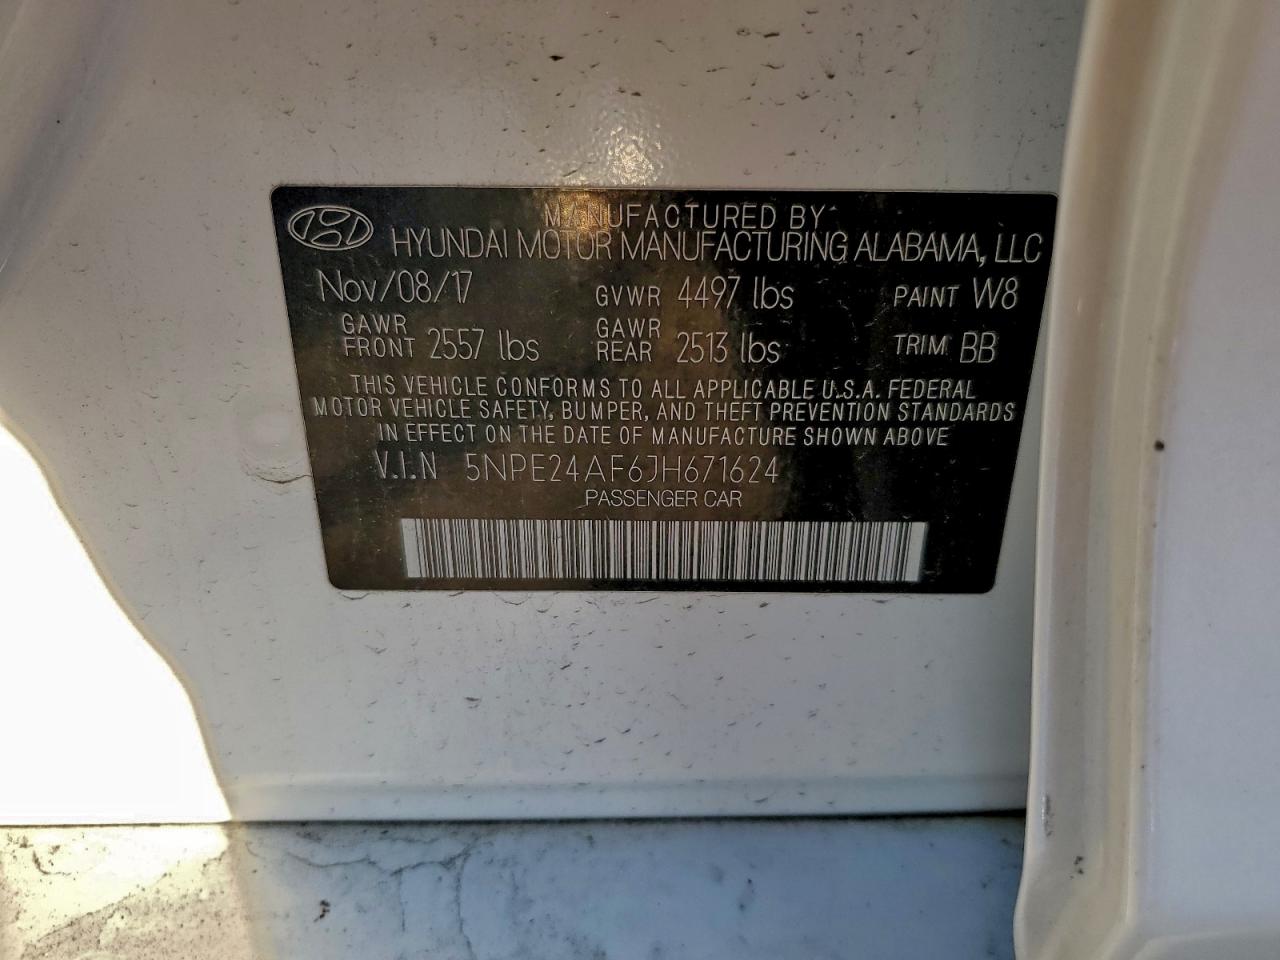 MANUFACTURED BY
HYUNDAI MOTOR MANUFACTURING ALABAMA, LLC
Nov/08/17 GVWR 4497 lbs PAINT W8
GAWR FRONT 2557 lbs GAWR REAR 2513 lbs TRIM BB
THIS VEHICLE CONFORMS TO ALL APPLICABLE U.S.A. FEDERAL
MOTOR VEHICLE SAFETY, BUMPER, AND THEFT PREVENTION STANDARDS
IN EFFECT ON THE DATE OF MANUFACTURE SHOWN ABOVE
V.I.N 5NPE24AF6JH671624
PASSENGER CAR